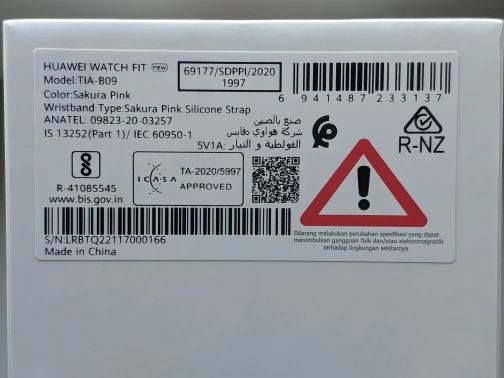 HUAWEI WATCH FIT new
Model:TIA-B09
Color:Sakura Pink
Wristband Type:Sakura Pink Silicone Strap
ANATEL: 09823-20-03257
IS 13252(Part 1)/ IEC 60950-1
69177/SDPPI/2020
1997
6 941487 233137
صنع بالصين
شركة هواوي دفايس
الفولطية و التيار: 5V1A
R-NZ
R-41085545
www.bis.gov.in
ICASA
TA-2020/5997
APPROVED
!
Dilarang melakukan perubahan spesifikasi yang dapat
menimbulkan gangguan fisik dan/atau elektromagnetik
terhadap lingkungan sekitarnya
S/N:LRBTQ22117000166
Made in China